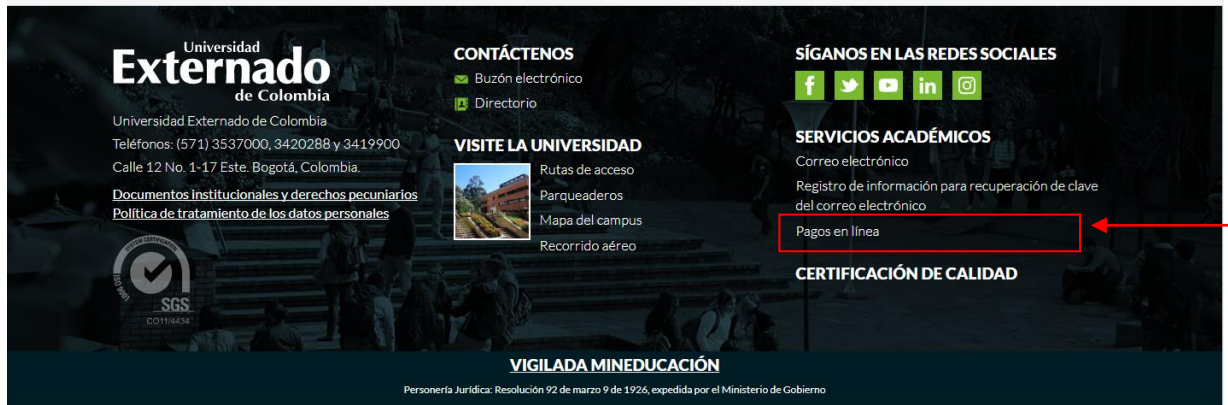 Universidad
Externado
de Colombia
Universidad Externado de Colombia
Teléfonos: (571) 3537000, 3420288 y 3419900
Calle 12 No. 1-17 Este. Bogotá, Colombia.
Documentos institucionales y derechos pecuniarios
Política de tratamiento de los datos personales
SYSTEM CERTIFICATION
ISO 9001
SGS
CO11/4434
CONTÁCTENOS
Buzón electrónico
Directorio
VISITE LA UNIVERSIDAD
Rutas de acceso
Parqueaderos
Mapa del campus
Recorrido aéreo
SÍGANOS EN LAS REDES SOCIALES
SERVICIOS ACADÉMICOS
Correo electrónico
Registro de información para recuperación de clave
del correo electrónico
Pagos en línea
CERTIFICACIÓN DE CALIDAD
VIGILADA MINEDUCACIÓN
Personería Jurídica: Resolución 92 de marzo 9 de 1926, expedida por el Ministerio de Gobierno